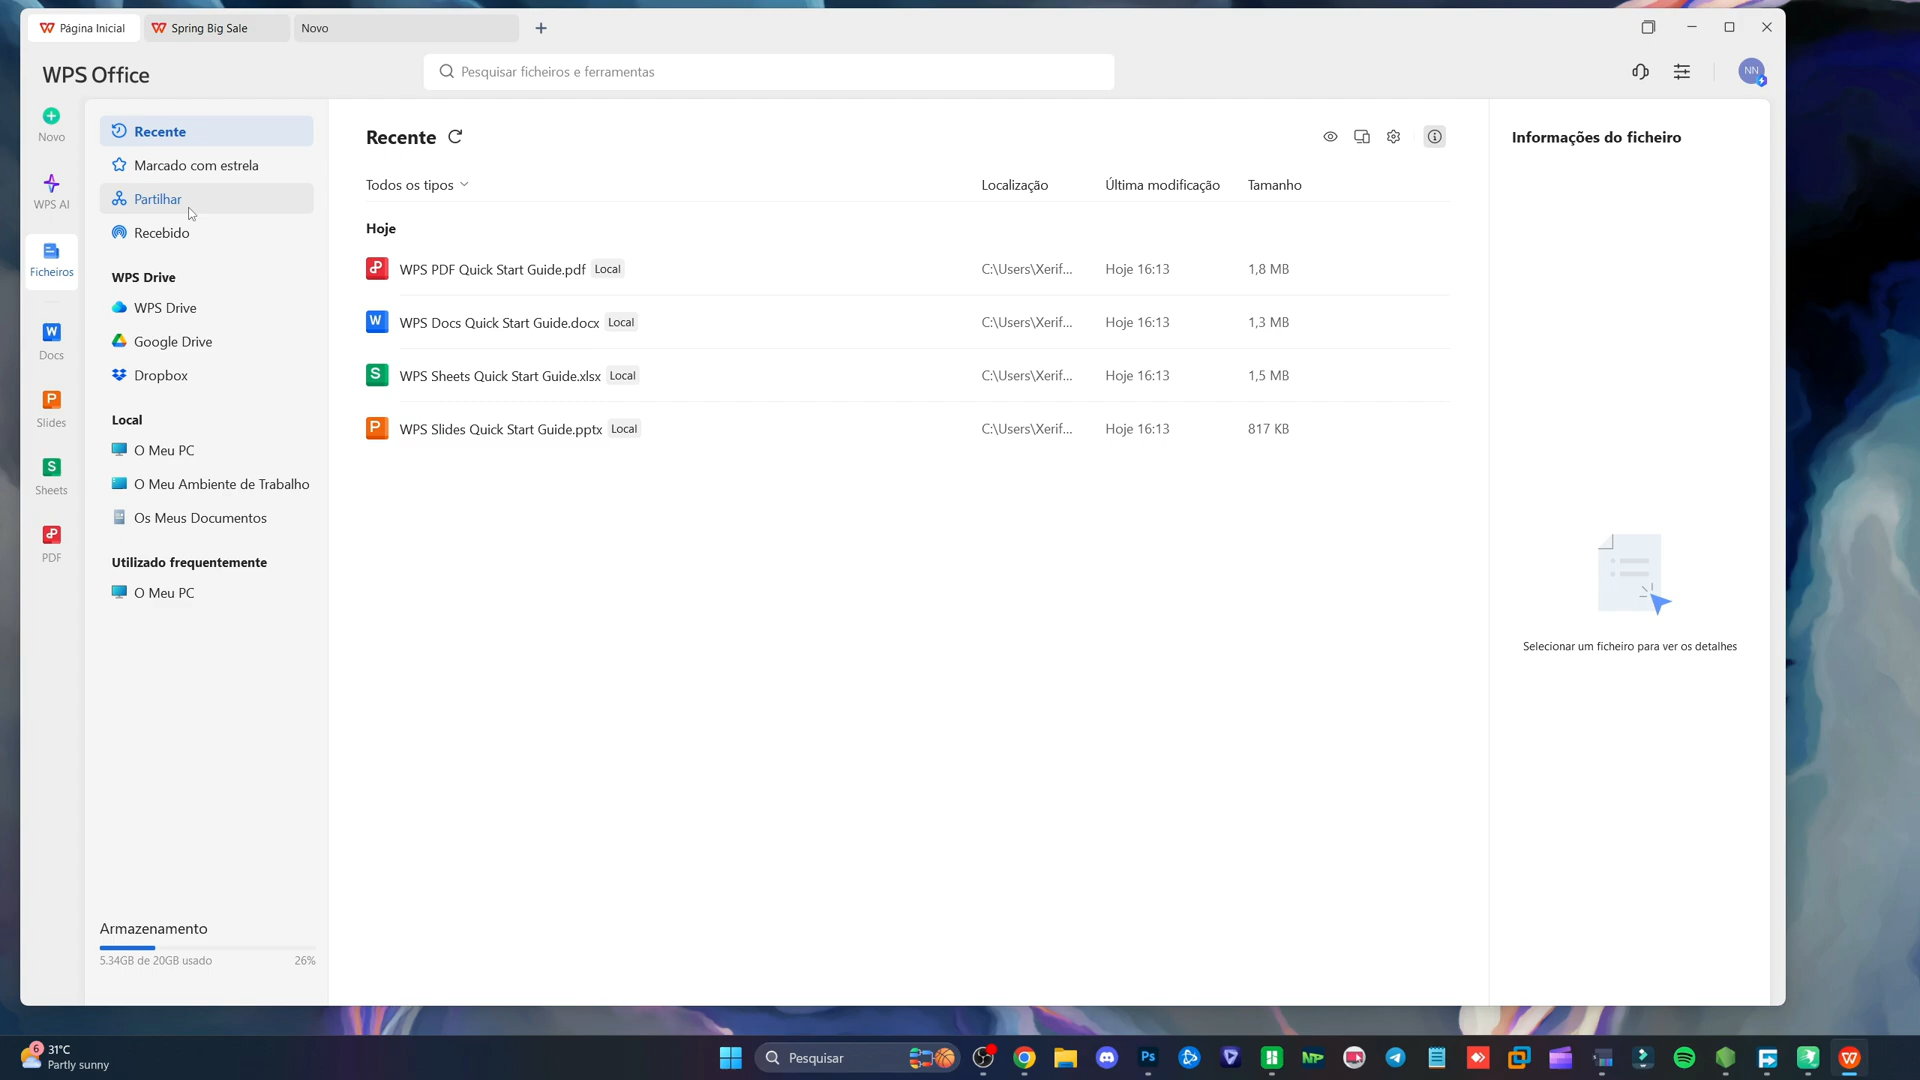 Página Inicial
Spring Big Sale
Novo
WPS Office
Pesquisar ficheiros e ferramentas
NN
Novo
WPS AI
Ficheiros
Docs
Slides
Sheets
PDF
Recente
Marcado com estrela
Partilhar
Recebido
WPS Drive
WPS Drive
Google Drive
Dropbox
Local
O Meu PC
O Meu Ambiente de Trabalho
Os Meus Documentos
Utilizado frequentemente
O Meu PC
Armazenamento
5.34GB de 20GB usado 26%
Recente
Todos os tipos Localização Última modificação Tamanho
Hoje
WPS PDF Quick Start Guide.pdf Local C:\Users\Xerif... Hoje 16:13 1,8 MB
WPS Docs Quick Start Guide.docx Local C:\Users\Xerif... Hoje 16:13 1,3 MB
WPS Sheets Quick Start Guide.xlsx Local C:\Users\Xerif... Hoje 16:13 1,5 MB
WPS Slides Quick Start Guide.pptx Local C:\Users\Xerif... Hoje 16:13 817 KB
Informações do ficheiro
Selecionar um ficheiro para ver os detalhes
6
31°C
Partly sunny
Pesquisar
Ps
NP